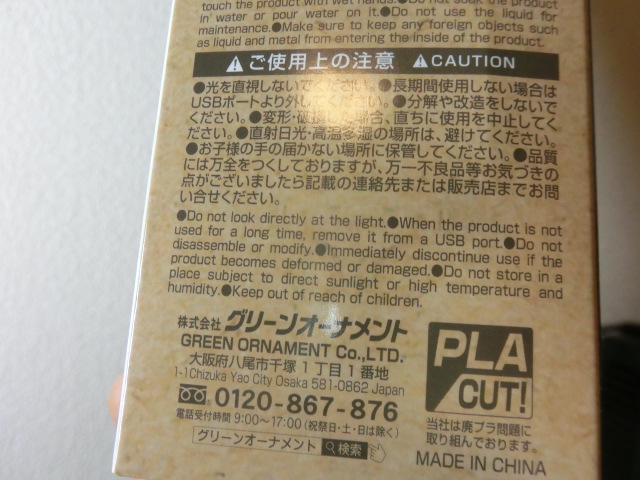 touch the product with wet hands.●Do not soak the product
in water or pour water on it.●Do not use the liquid for
maintenance.●Make sure to keep any foreign objects such
as liquid and metal from entering the inside of the product.
⚠ご使用上の注意 ⚠CAUTION
●光を直視しないでください。●長期間使用しない場合は
USBポートより外してください。●分解や改造をしないで
ください。●変形・破損した場合、直ちに使用を中止してく
ださい。●直射日光・高温多湿の場所は、避けてください。
●お子様の手の届かない場所に保管してください。●品質
には万全をつくしておりますが、万一不良品等お気づきの
点がございましたら記載の連絡先または販売店までお問
い合せください。
●Do not look directly at the light.●When the product is not
used for a long time, remove it from a USB port.●Do not
disassemble or modify.●Immediately discontinue use if the
product becomes deformed or damaged.●Do not store in a
place subject to direct sunlight or high temperature and
humidity.●Keep out of reach of children.
株式会社 グリーンオーナメント
GREEN ORNAMENT Co.,LTD.
大阪府八尾市千塚1丁目1番地
1-1Chizuka Yao City Osaka 581-0862 Japan
0120-867-876
電話受付時間 9:00〜17:00 (祝祭日・土・日は除く)
グリーンオーナメント 検索
PLA
CUT!
当社は廃プラ問題に
取り組んでおります。
MADE IN CHINA